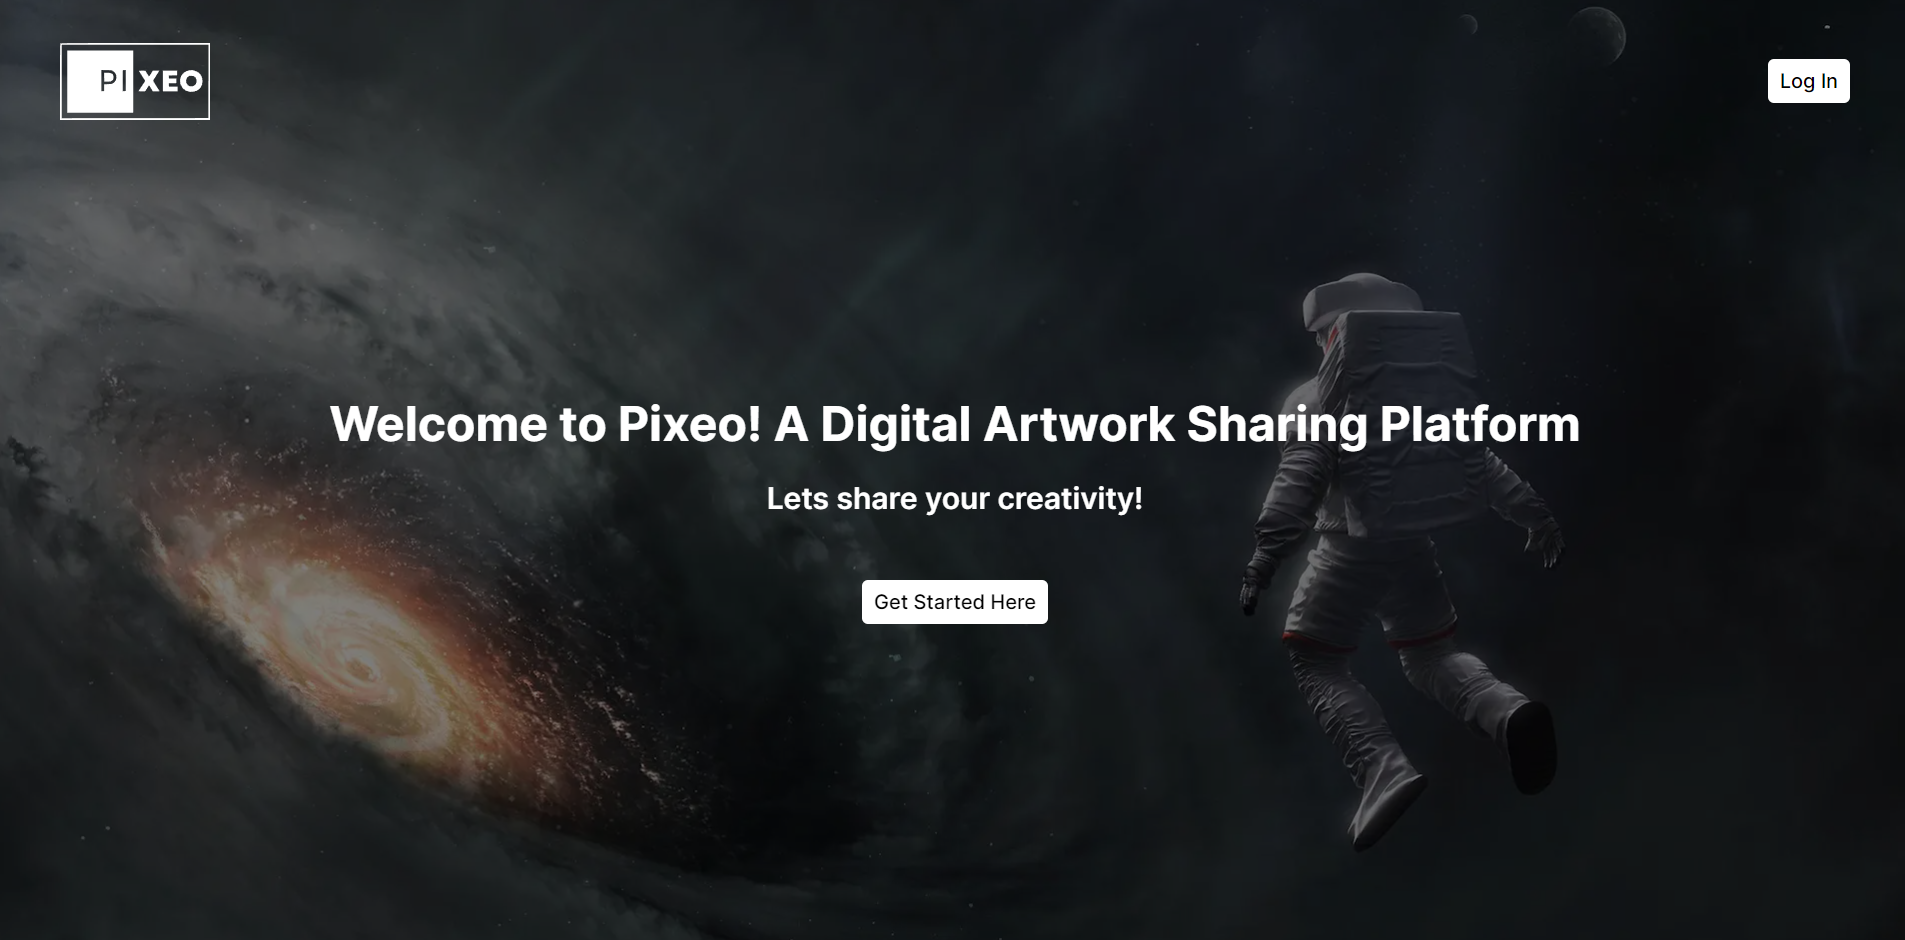 PIXEO
Log In
Welcome to Pixeo! A Digital Artwork Sharing Platform
Lets share your creativity!
Get Started Here